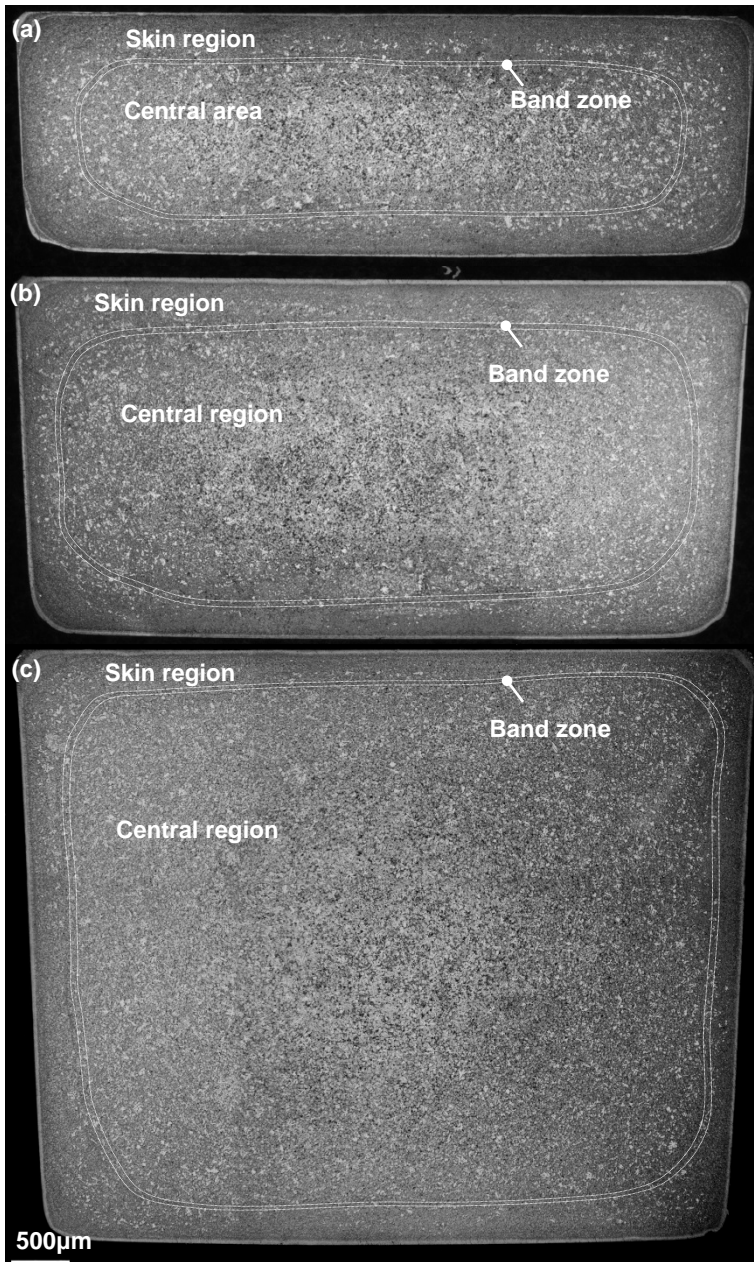 (a)
Skin region
Band zone
Central area
(b)
Skin region
Band zone
Central region
(c)
Skin region
Band zone
Central region
500μm